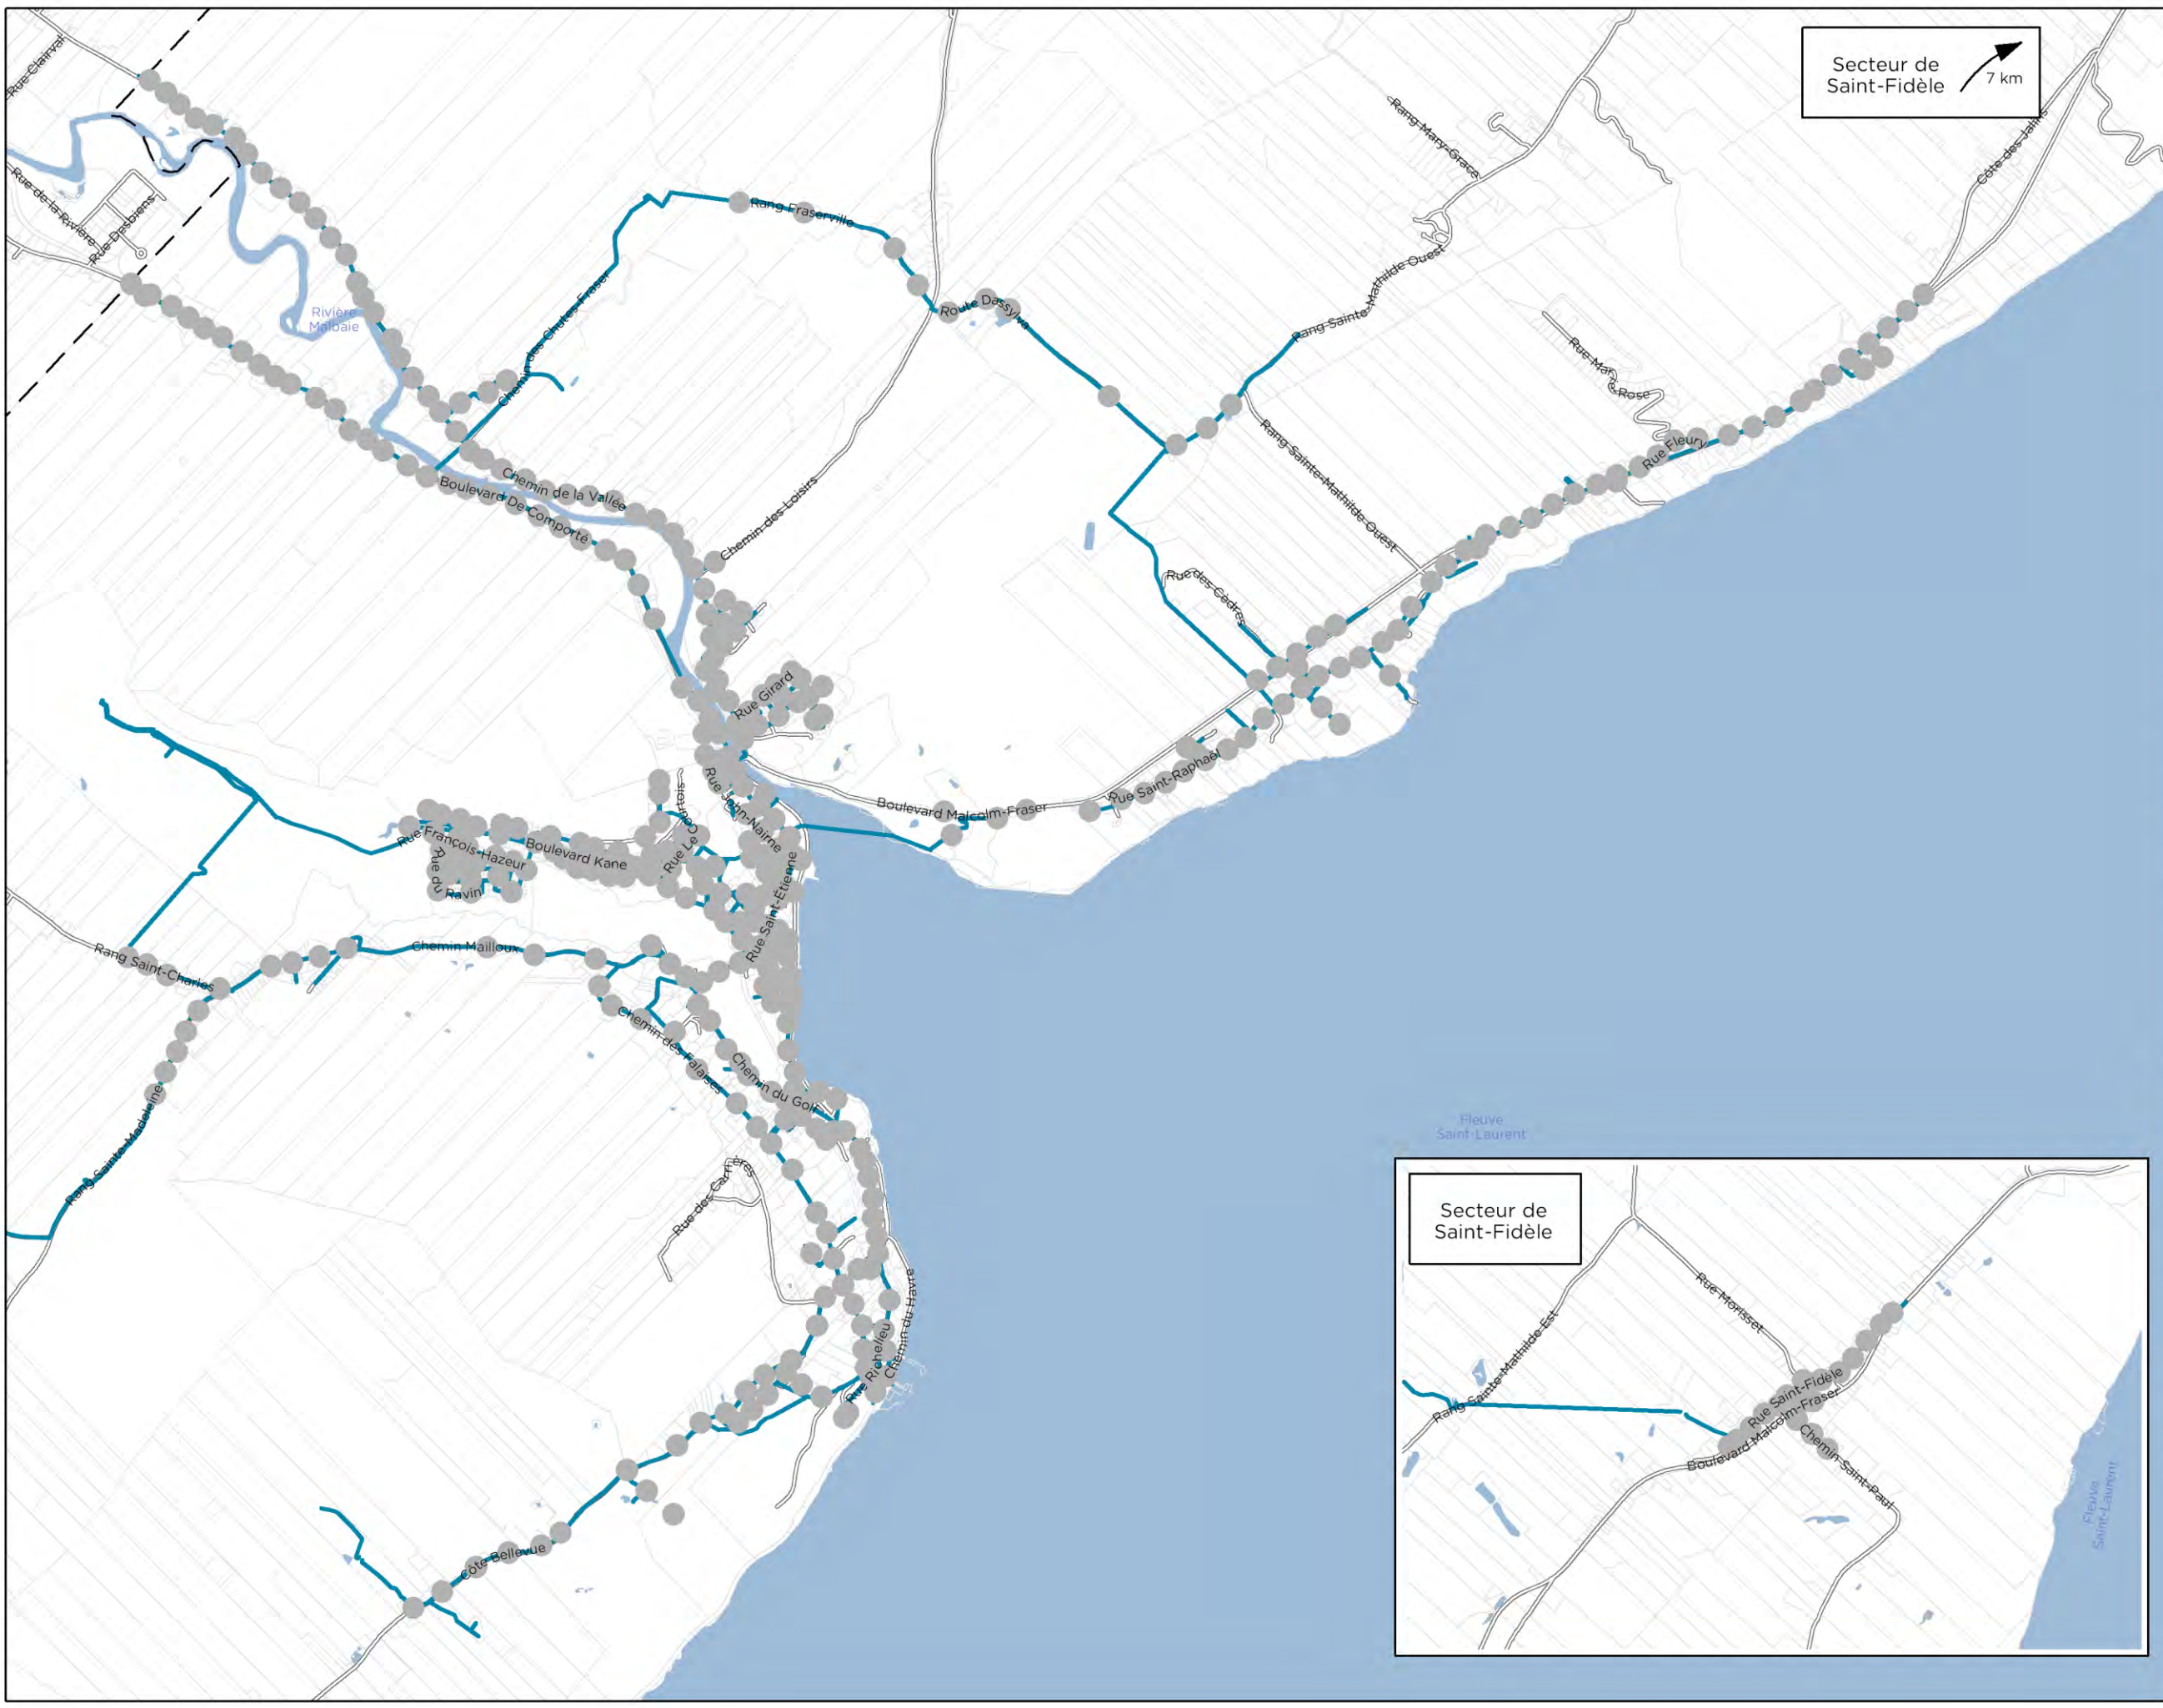 Rue Clairval
Secteur de
Saint-Fidèle
7 km
Rang Mary-Grace
Côte des Jalins
Rue de la Rivière
Rue Desbiens
Rang Fraserville
Rang Sainte-Mathilde Ouest
Route Dassylva
Rivière
Malbaie
Chemin des Chutes-Fraser
Rue Mary Rose
Rue Fleury
Rang Sainte-Mathilde Ouest
Chemin de la Vallée
Boulevard De Comporté
Chemin des Loisirs
Rue des Cèdres
Rue Girard
Rue Saint-Raphaël
Boulevard Malcolm-Fraser
Rue John-Nairne
Rue Le Courtois
Rue François-Hazeur
Boulevard Kane
Rue du
Ravin
Rue Saint-Étienne
Chemin Mailloux
Rang Saint-Charles
Chemin des Falaises
Chemin du Golf
Rang Sainte-Madeleine
Rue des Carrières
Fleuve
Saint-Laurent
Chemin du Havre
Rue Richelieu
Côte Bellevue
Secteur de
Saint-Fidèle
Rue Morisset
Rang Sainte-Mathilde Est
Rue Saint-Fidèle
Boulevard Malcolm-Fraser
Chemin Saint-Paul
Fleuve
Saint-Laurent